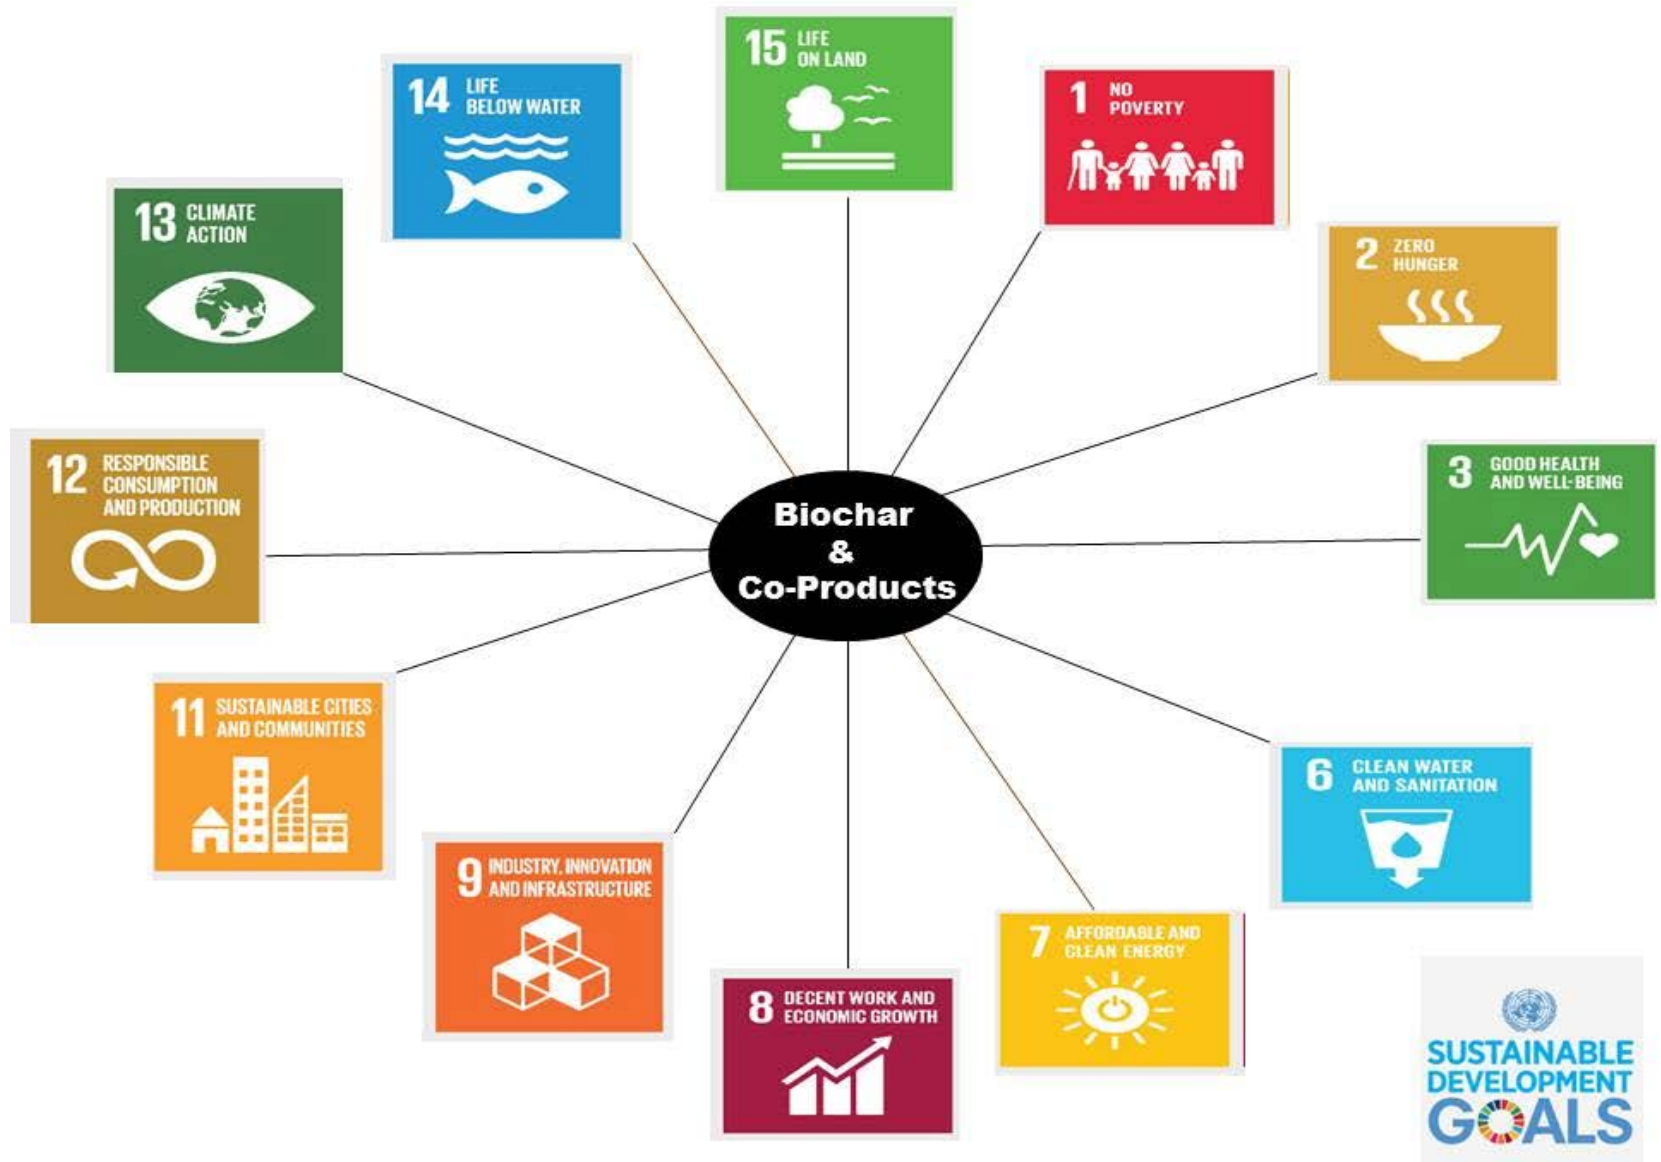 15 LIFE
ON LAND
14 LIFE
BELOW WATER
1 NO
POVERTY
13 CLIMATE
ACTION
2 ZERO
HUNGER
12 RESPONSIBLE
CONSUMPTION
AND PRODUCTION
3 GOOD HEALTH
AND WELL-BEING
Biochar
&
Co-Products
11 SUSTAINABLE CITIES
AND COMMUNITIES
6 CLEAN WATER
AND SANITATION
9 INDUSTRY, INNOVATION
AND INFRASTRUCTURE
7 AFFORDABLE AND
CLEAN ENERGY
8 DECENT WORK AND
ECONOMIC GROWTH
SUSTAINABLE
DEVELOPMENT
GOALS